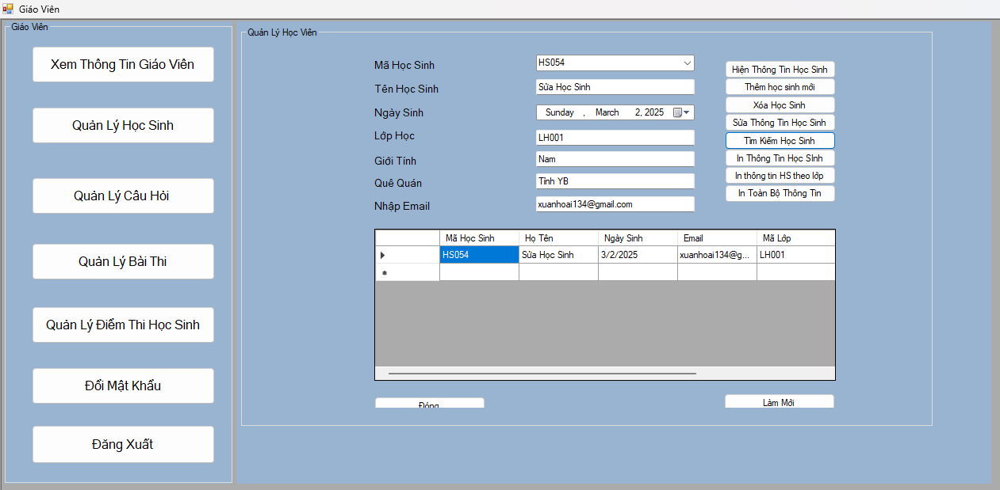 Giáo Viên
Giáo Viên
Xem Thông Tin Giáo Viên
Quản Lý Học Sinh
Quản Lý Câu Hỏi
Quản Lý Bài Thi
Quản Lý Điểm Thi Học Sinh
Đổi Mật Khẩu
Đăng Xuất
Quản Lý Học Viên
Mã Học Sinh HS054
Tên Học Sinh Sửa Học Sinh
Ngày Sinh Sunday , March 2, 2025
Lớp Học LH001
Giới Tính Nam
Quê Quán Tỉnh YB
Nhập Email xuanhoai134@gmail.com
Hiện Thông Tin Học Sinh
Thêm học sinh mới
Xóa Học Sinh
Sửa Thông Tin Học Sinh
Tìm Kiếm Học Sinh
In Thông Tin Học SInh
In thông tin HS theo lớp
In Toàn Bộ Thông Tin
Mã Học Sinh Họ Tên Ngày Sinh Email Mã Lớp
HS054 Sửa Học Sinh 3/2/2025 xuanhoai134@g... LH001
Đóng Làm Mới